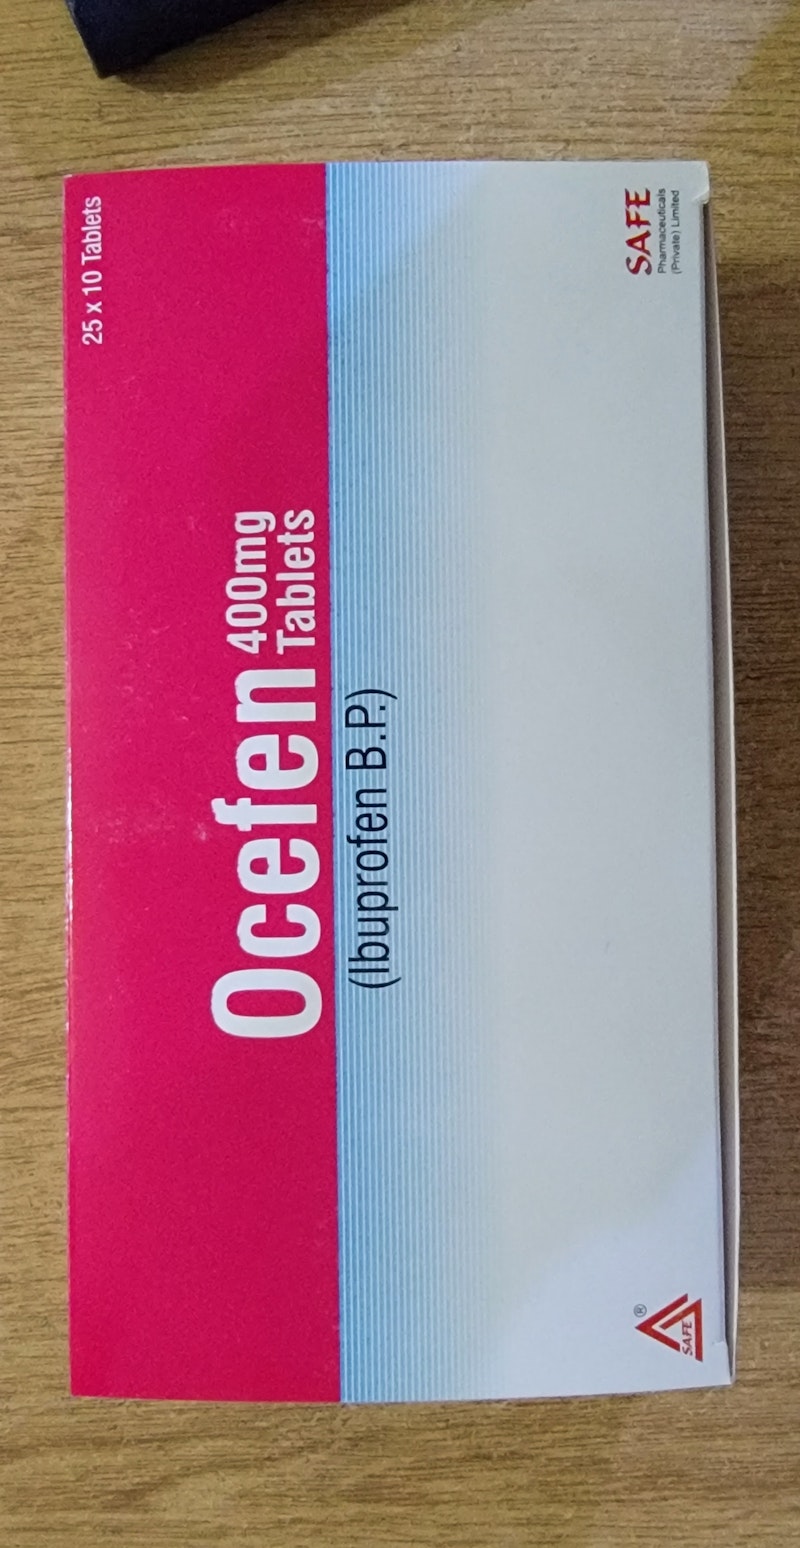 25 x 10 Tablets
Ocefen 400mg
Tablets
(Ibuprofen B.P.)
SAFE ®
SAFE
Pharmaceuticals
(Private) Limited